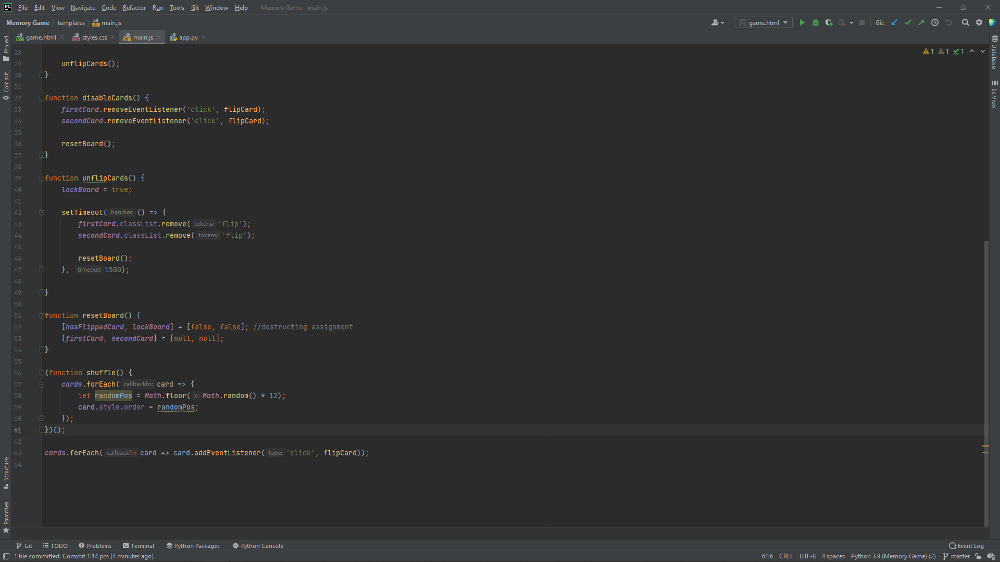 PC File Edit View Navigate Code Refactor Run Tools Git Window Help Memory Game - main.js
Memory Game templates main.js game.html Git:
game.html styles.css main.js app.py
Project
Commit
Structure
Favorites
Database
SciView
1 1 1
28
29 unflipCards();
30 }
31
32 function disableCards() {
33 firstCard.removeEventListener('click', flipCard);
34 secondCard.removeEventListener('click', flipCard);
35
36 resetBoard();
37 }
38
39 function unflipCards() {
40 lockBoard = true;
41
42 setTimeout( handler: () => {
43 firstCard.classList.remove( tokens: 'flip');
44 secondCard.classList.remove( tokens: 'flip');
45
46 resetBoard();
47 }, timeout: 1500);
48
49 }
50
51 function resetBoard() {
52 [hasFlippedCard, lockBoard] = [false, false]; //destructing assignment
53 [firstCard, secondCard] = [null, null];
54 }
55
56 (function shuffle() {
57 cards.forEach( callbackfn: card => {
58 let randomPos = Math.floor( x: Math.random() * 12);
59 card.style.order = randomPos;
60 });
61 })();
62
63 cards.forEach( callbackfn: card => card.addEventListener( type: 'click', flipCard));
64
Git TODO Problems Terminal Python Packages Python Console Event Log
1 file committed: Commit 1:14 pm (4 minutes ago) 61:6 CRLF UTF-8 4 spaces Python 3.9 (Memory Game) (2) master